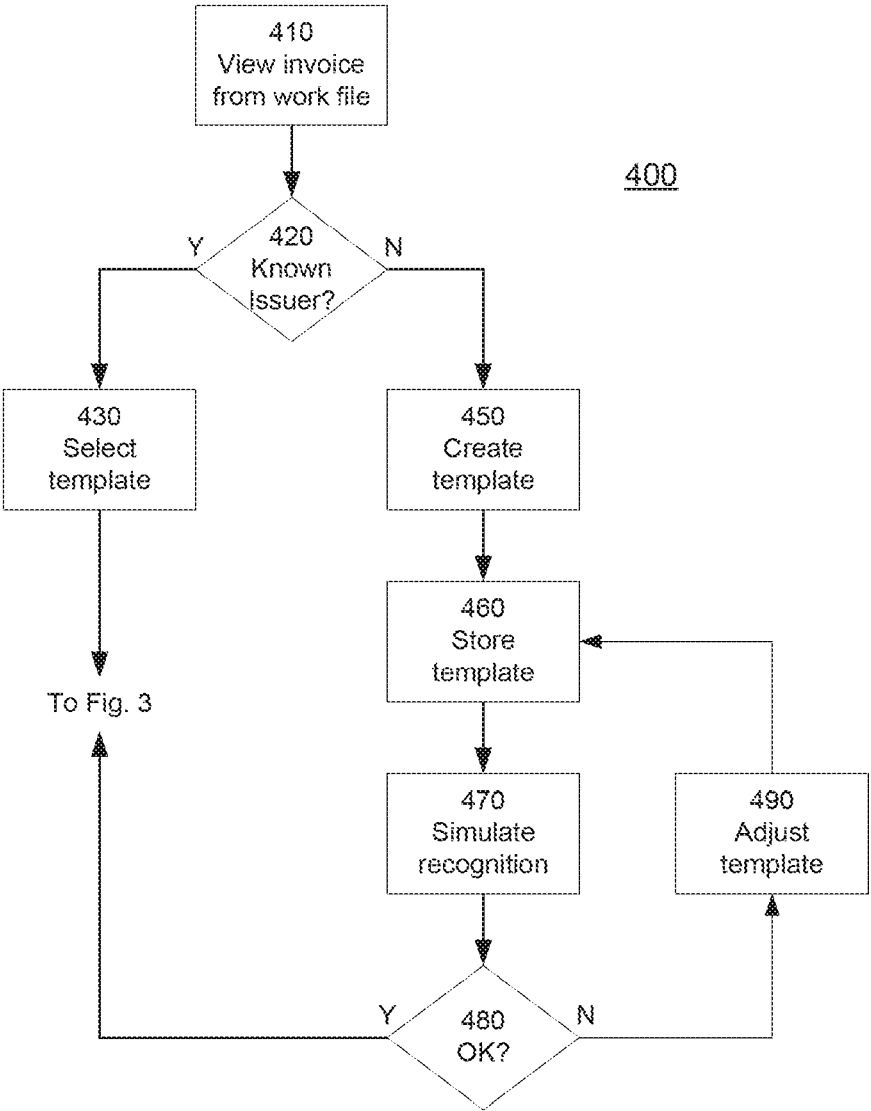 410
View invoice
from work file
400
Y
420
N
Known
Issuer?
430
Select
template
450
Create
template
460
Store
template
To Fig. 3
470
Simulate
recognition
490
Adjust
template
Y
480
N
OK?